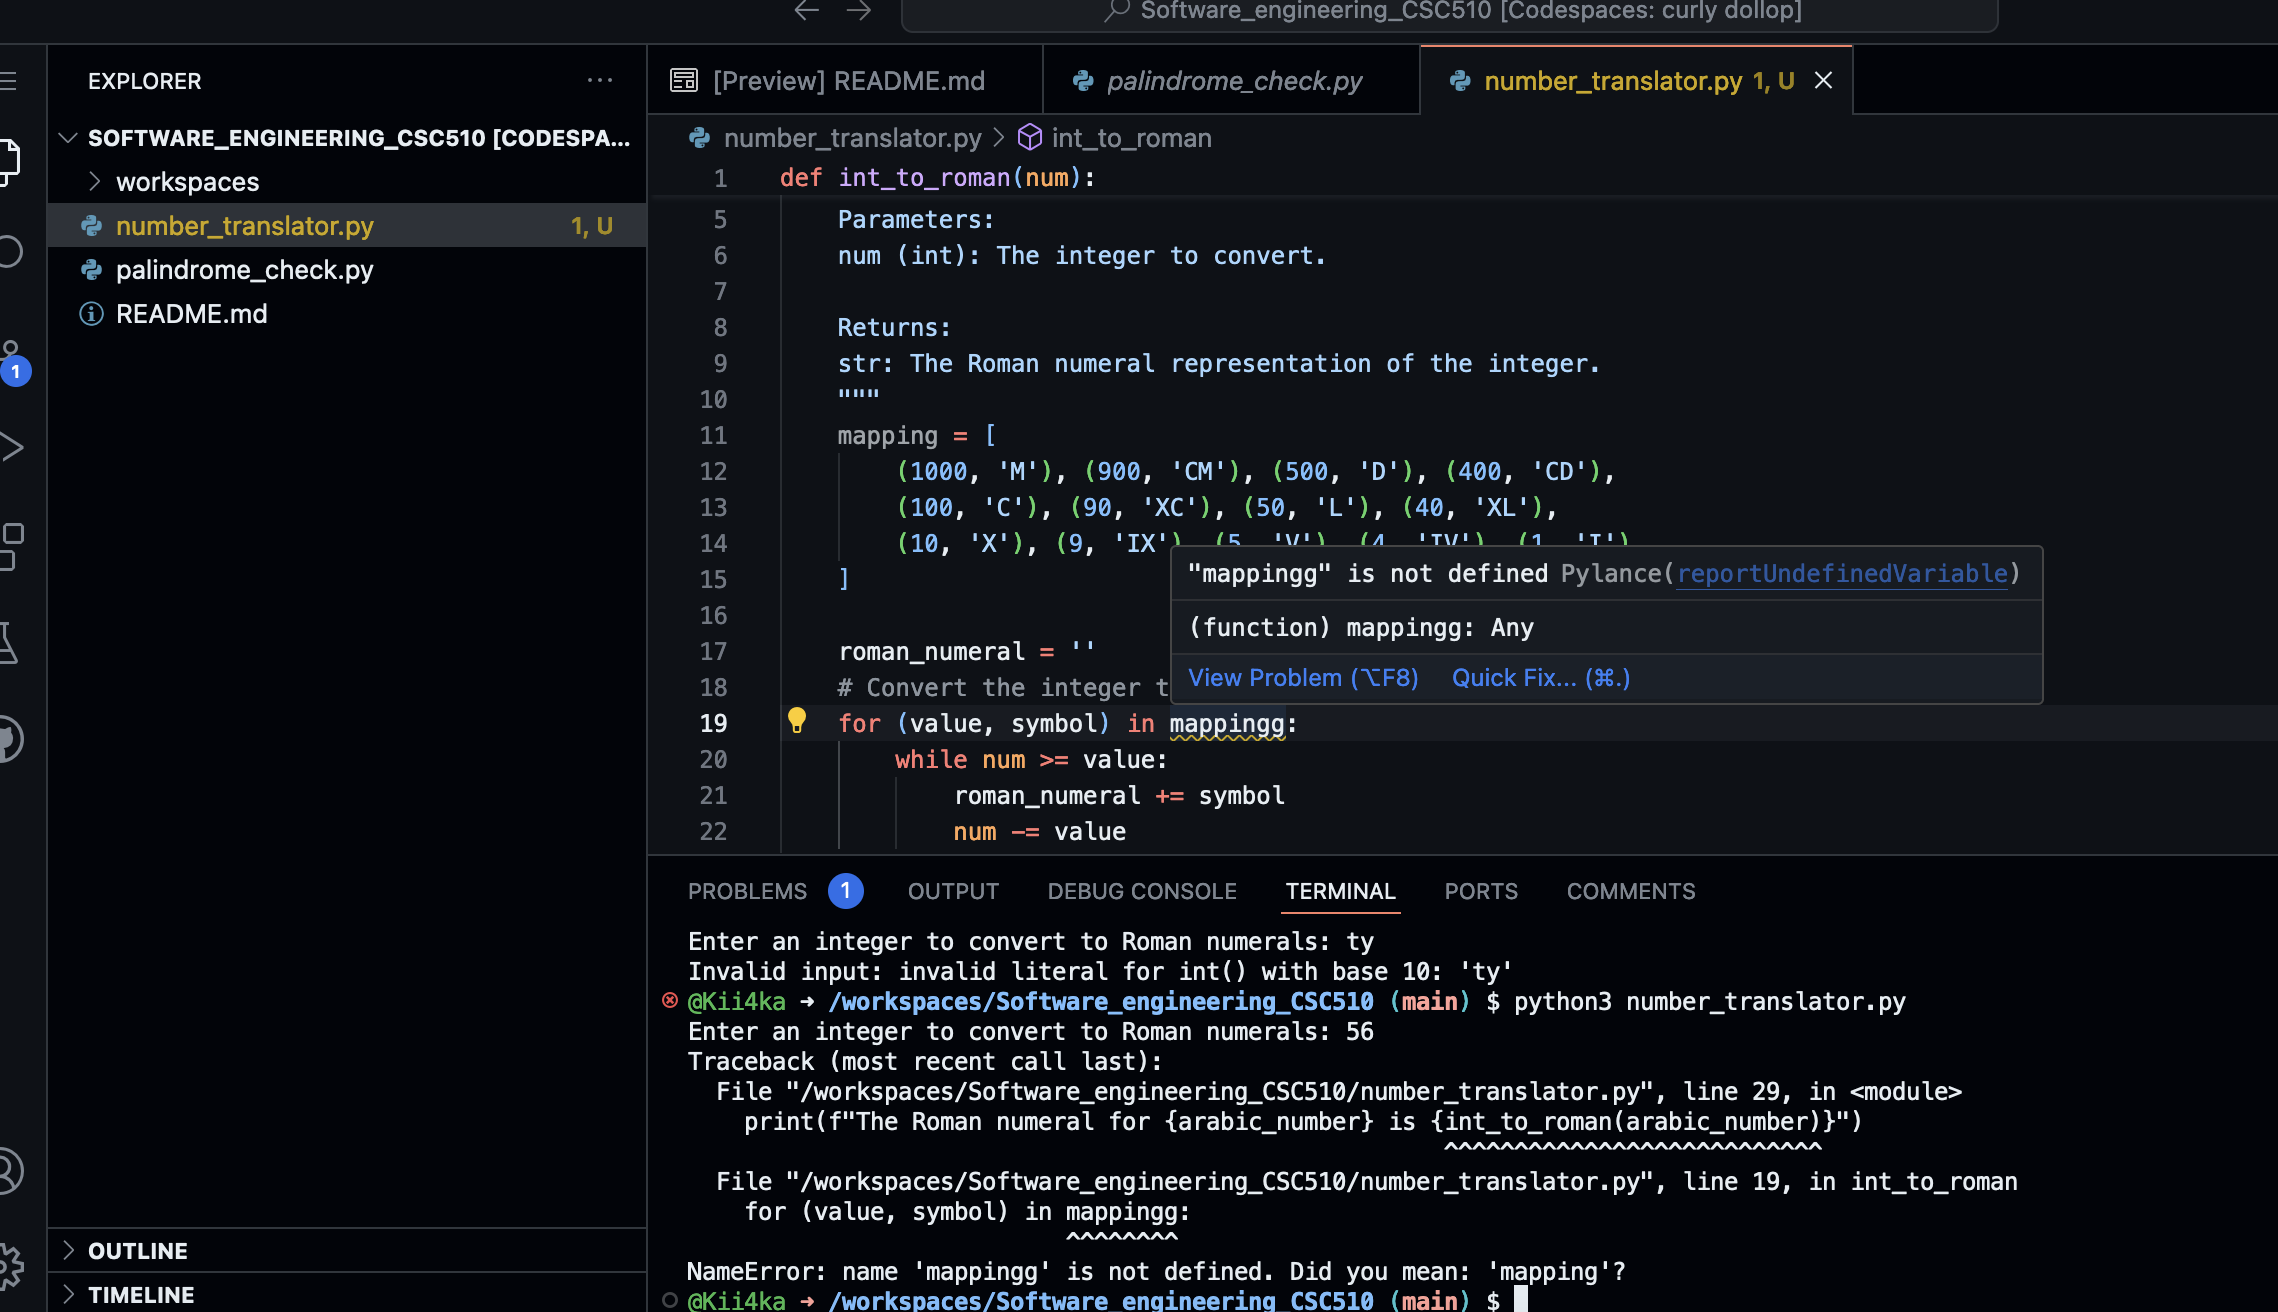 Software_engineering_CSC510 [Codespaces: curly dollop]
EXPLORER
SOFTWARE_ENGINEERING_CSC510 [CODESPA...
workspaces
number_translator.py 1, U
palindrome_check.py
README.md
1
OUTLINE
TIMELINE
[Preview] README.md palindrome_check.py number_translator.py 1, U
number_translator.py > int_to_roman
1 def int_to_roman(num):
5 Parameters:
6 num (int): The integer to convert.
7
8 Returns:
9 str: The Roman numeral representation of the integer.
10 """
11 mapping = [
12 (1000, 'M'), (900, 'CM'), (500, 'D'), (400, 'CD'),
13 (100, 'C'), (90, 'XC'), (50, 'L'), (40, 'XL'),
14 (10, 'X'), (9, 'IX'), (5, 'V'), (4, 'IV'), (1, 'I')
15 ]
16
17 roman_numeral = ''
18 # Convert the integer t
19 for (value, symbol) in mappingg:
20 while num >= value:
21 roman_numeral += symbol
22 num -= value
"mappingg" is not defined Pylance(reportUndefinedVariable)
(function) mappingg: Any
View Problem (⌥F8) Quick Fix... (⌘.)
PROBLEMS 1 OUTPUT DEBUG CONSOLE TERMINAL PORTS COMMENTS
Enter an integer to convert to Roman numerals: ty
Invalid input: invalid literal for int() with base 10: 'ty'
@Kii4ka ➜ /workspaces/Software_engineering_CSC510 (main) $ python3 number_translator.py
Enter an integer to convert to Roman numerals: 56
Traceback (most recent call last):
File "/workspaces/Software_engineering_CSC510/number_translator.py", line 29, in <module>
print(f"The Roman numeral for {arabic_number} is {int_to_roman(arabic_number)}")
^^^^^^^^^^^^^^^^^^^^^^^^^^^
File "/workspaces/Software_engineering_CSC510/number_translator.py", line 19, in int_to_roman
for (value, symbol) in mappingg:
^^^^^^^^
NameError: name 'mappingg' is not defined. Did you mean: 'mapping'?
@Kii4ka ➜ /workspaces/Software_engineering_CSC510 (main) $